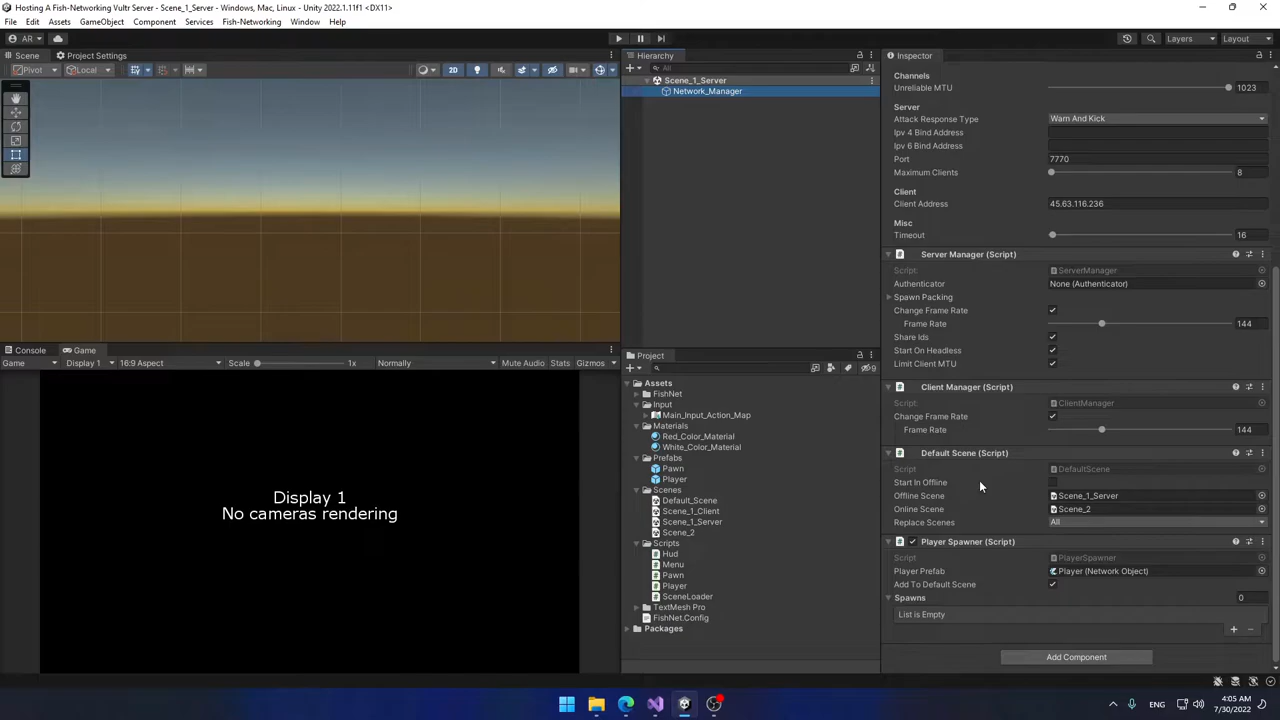 Hosting A Fish-Networking Vultr Server - Scene_1_Server - Windows, Mac, Linux - Unity 2022.1.11f1 <DX11>
File Edit Assets GameObject Component Services Fish-Networking Window Help
AR
Layers
Layout
Scene
Project Settings
Pivot
Local
2D
Console
Game
Game
Display 1
16:9 Aspect
Scale
1x
Normally
Mute Audio
Stats
Gizmos
Display 1
No cameras rendering
Hierarchy
All
Scene_1_Server
Network_Manager
Project
9
Assets
FishNet
Input
Main_Input_Action_Map
Materials
Red_Color_Material
White_Color_Material
Prefabs
Pawn
Player
Scenes
Default_Scene
Scene_1_Client
Scene_1_Server
Scene_2
Scripts
Hud
Menu
Pawn
Player
SceneLoader
TextMesh Pro
FishNet.Config
Packages
Inspector
Channels
Unreliable MTU 1023
Server
Attack Response Type Warn And Kick
Ipv 4 Bind Address
Ipv 6 Bind Address
Port 7770
Maximum Clients 8
Client
Client Address 45.63.116.236
Misc
Timeout 16
Server Manager (Script)
Script: ServerManager
Authenticator None (Authenticator)
Spawn Packing
Change Frame Rate
Frame Rate 144
Share Ids
Start On Headless
Limit Client MTU
Client Manager (Script)
Script: ClientManager
Change Frame Rate
Frame Rate 144
Default Scene (Script)
Script DefaultScene
Start In Offline
Offline Scene Scene_1_Server
Online Scene Scene_2
Replace Scenes All
Player Spawner (Script)
Script PlayerSpawner
Player Prefab Player (Network Object)
Add To Default Scene
Spawns 0
List is Empty
Add Component
ENG
4:05 AM
7/30/2022